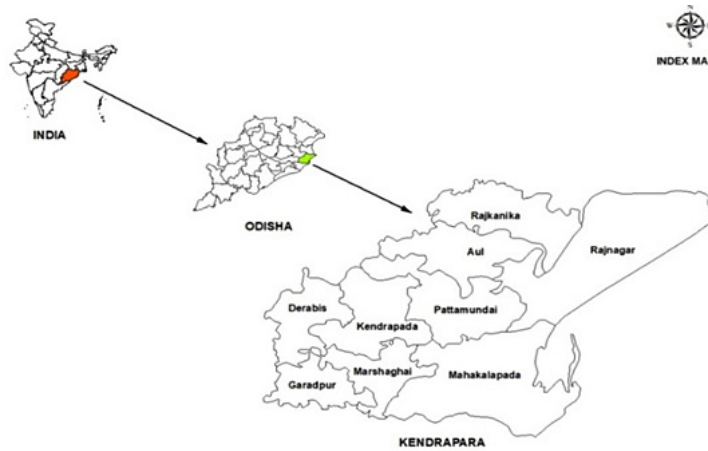 INDEX MA
INDIA
ODISHA
Rajkanika
Aul
Rajnagar
Derabis
Pattamundai
Kendrapada
Marshaghai
Mahakalapada
Garadpur
KENDRAPARA